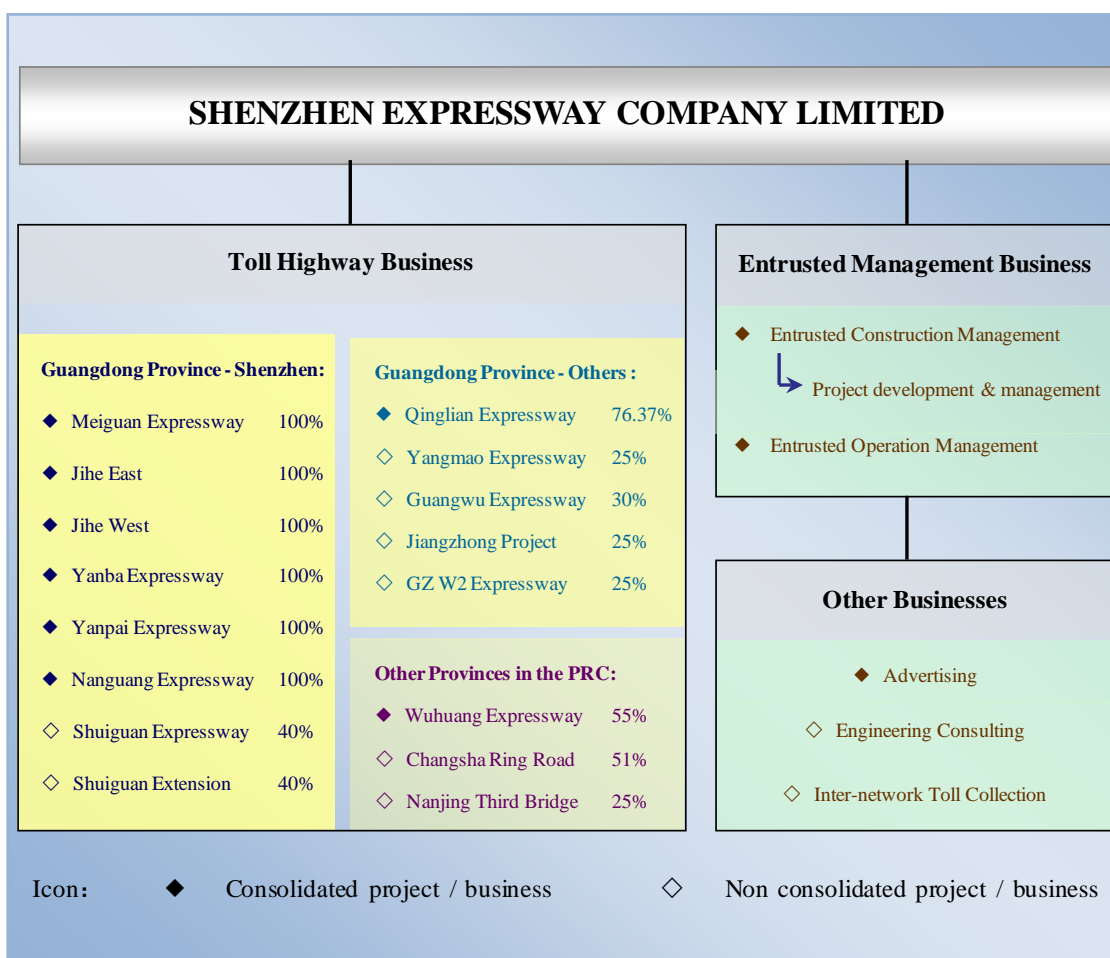 SHENZHEN EXPRESSWAY COMPANY LIMITED
Toll Highway Business
Guangdong Province - Shenzhen:
◆ Meiguan Expressway 100%
◆ Jihe East 100%
◆ Jihe West 100%
◆ Yanba Expressway 100%
◆ Yanpai Expressway 100%
◆ Nanguang Expressway 100%
◇ Shuiguan Expressway 40%
◇ Shuiguan Extension 40%
Guangdong Province - Others :
◆ Qinglian Expressway 76.37%
◇ Yangmao Expressway 25%
◇ Guangwu Expressway 30%
◇ Jiangzhong Project 25%
◇ GZ W2 Expressway 25%
Other Provinces in the PRC:
◆ Wuhuang Expressway 55%
◇ Changsha Ring Road 51%
◇ Nanjing Third Bridge 25%
Entrusted Management Business
◆ Entrusted Construction Management
Project development & management
◆ Entrusted Operation Management
Other Businesses
◆ Advertising
◇ Engineering Consulting
◇ Inter-network Toll Collection
Icon: ◆ Consolidated project / business ◇ Non consolidated project / business